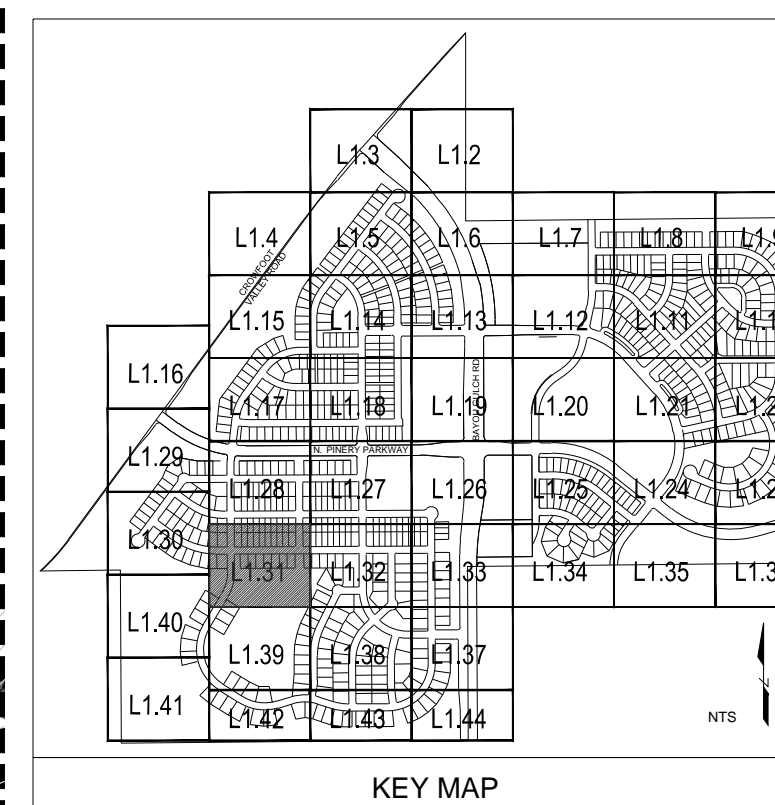 L1.3 L1.2
L1.4 L1.5 L1.6 L1.7 L1.8 L1.9
CROWFOOT
VALLEY ROAD
L1.15 L1.14 L1.13 L1.12 L1.11
L1.16
L1.17 L1.18 L1.19 L1.20 L1.21
BAYOU GULCH RD
N. PINERY PARKWAY
L1.29
L1.28 L1.27 L1.26 L1.25 L1.24
L1.30
L1.31 L1.32 L1.33 L1.34 L1.35
L1.40
L1.39 L1.38 L1.37
L1.41
L1.42 L1.43 L1.44
NTS
KEY MAP